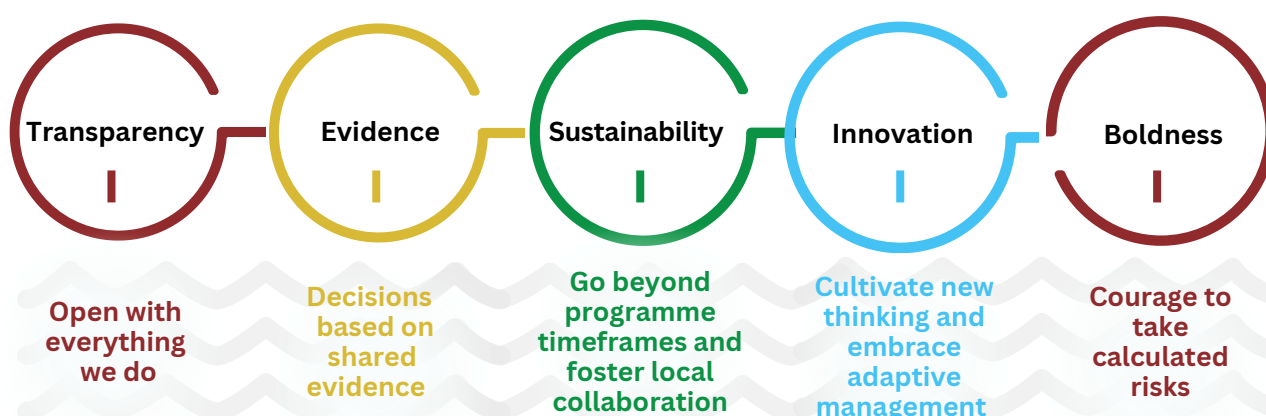 Transparency
Evidence
Sustainability
Innovation
Boldness
Open with
everything
we do
Decisions
based on
shared
evidence
Go beyond
programme
timeframes and
foster local
collaboration
Cultivate new
thinking and
embrace
adaptive
management
Courage to
take
calculated
risks